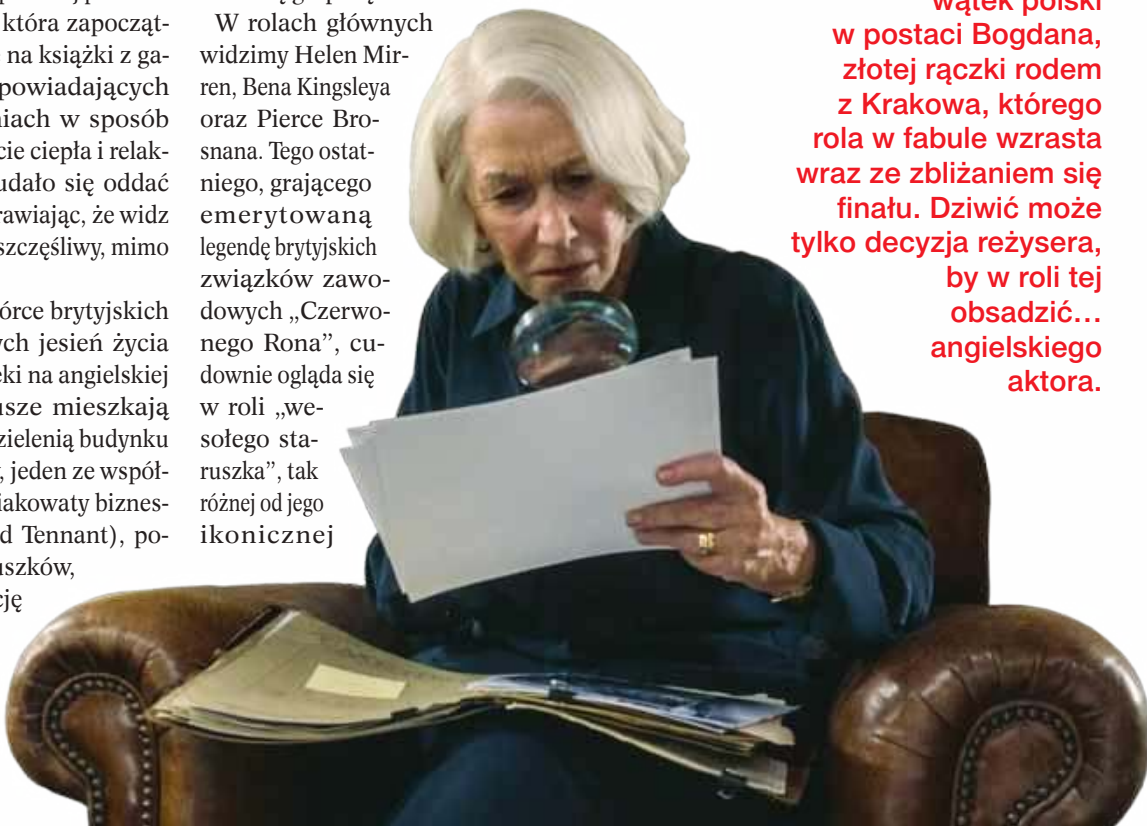 która zapocząt-
na książki z ga-
powiadających
niach w sposób
cie ciepła i relak-
udało się oddać
rawiając, że widz
szczęśliwy, mimo
órce brytyjskich
ych jesień życia
eki na angielskiej
usze mieszkają
zielenią budynku
, jeden ze współ-
iakowaty biznes-
d Tennant), po-
uszków,
cję
W rolach głównych
widzimy Helen Mir-
ren, Bena Kingsleya
oraz Pierce Bro-
snana. Tego ostat-
niego, grającego
emerytowaną
legendę brytyjskich
związków zawo-
dowych „Czerwo-
nego Rona”, cu-
downie ogląda się
w roli „we-
sołego sta-
ruszka”, tak
różnej od jego
ikonicznej
wątek polski
w postaci Bogdana,
złotej rączki rodem
z Krakowa, którego
rola w fabule wzrasta
wraz ze zbliżaniem się
finału. Dziwić może
tylko decyzja reżysera,
by w roli tej
obsadzić…
angielskiego
aktora.